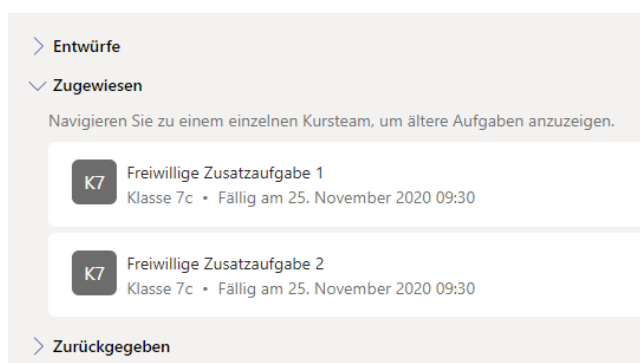 Entwürfe
Zugewiesen
Navigieren Sie zu einem einzelnen Kursteam, um ältere Aufgaben anzuzeigen.
K7
Freiwillige Zusatzaufgabe 1
Klasse 7c • Fällig am 25. November 2020 09:30
K7
Freiwillige Zusatzaufgabe 2
Klasse 7c • Fällig am 25. November 2020 09:30
Zurückgegeben